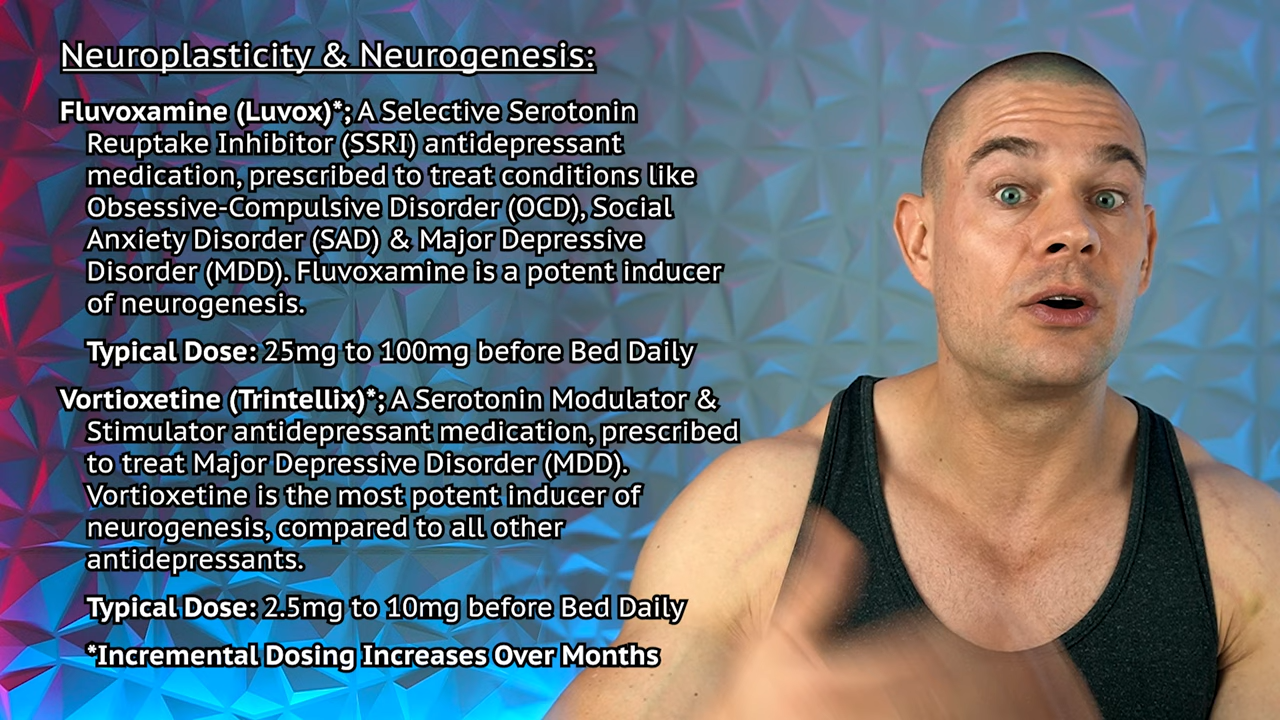 Neuroplasticity & Neurogenesis:
Fluvoxamine (Luvox)*; A Selective Serotonin
Reuptake Inhibitor (SSRI) antidepressant
medication, prescribed to treat conditions like
Obsessive-Compulsive Disorder (OCD), Social
Anxiety Disorder (SAD) & Major Depressive
Disorder (MDD). Fluvoxamine is a potent inducer
of neurogenesis.
Typical Dose: 25mg to 100mg before Bed Daily
Vortioxetine (Trintellix)*; A Serotonin Modulator &
Stimulator antidepressant medication, prescribed
to treat Major Depressive Disorder (MDD).
Vortioxetine is the most potent inducer of
neurogenesis, compared to all other
antidepressants.
Typical Dose: 2.5mg to 10mg before Bed Daily
*Incremental Dosing Increases Over Months